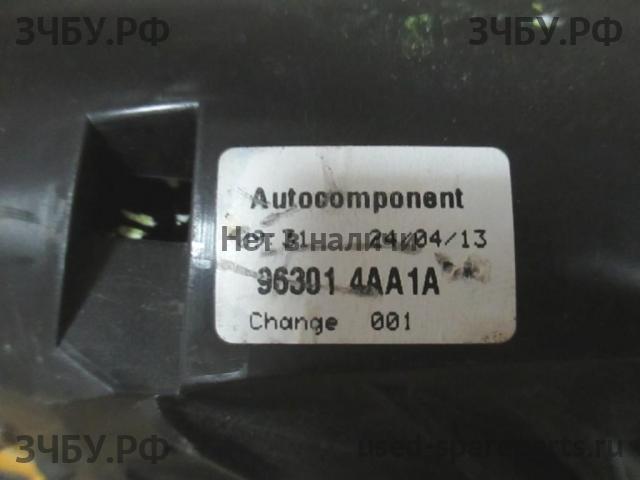 ЗЧБУ.РФ ЗЧБУ.РФ
Autocomponent
Нет в наличии
24/04/13
96301 4AA1A
Change 001
ЗЧБУ.РФ
used-spareparts.ru